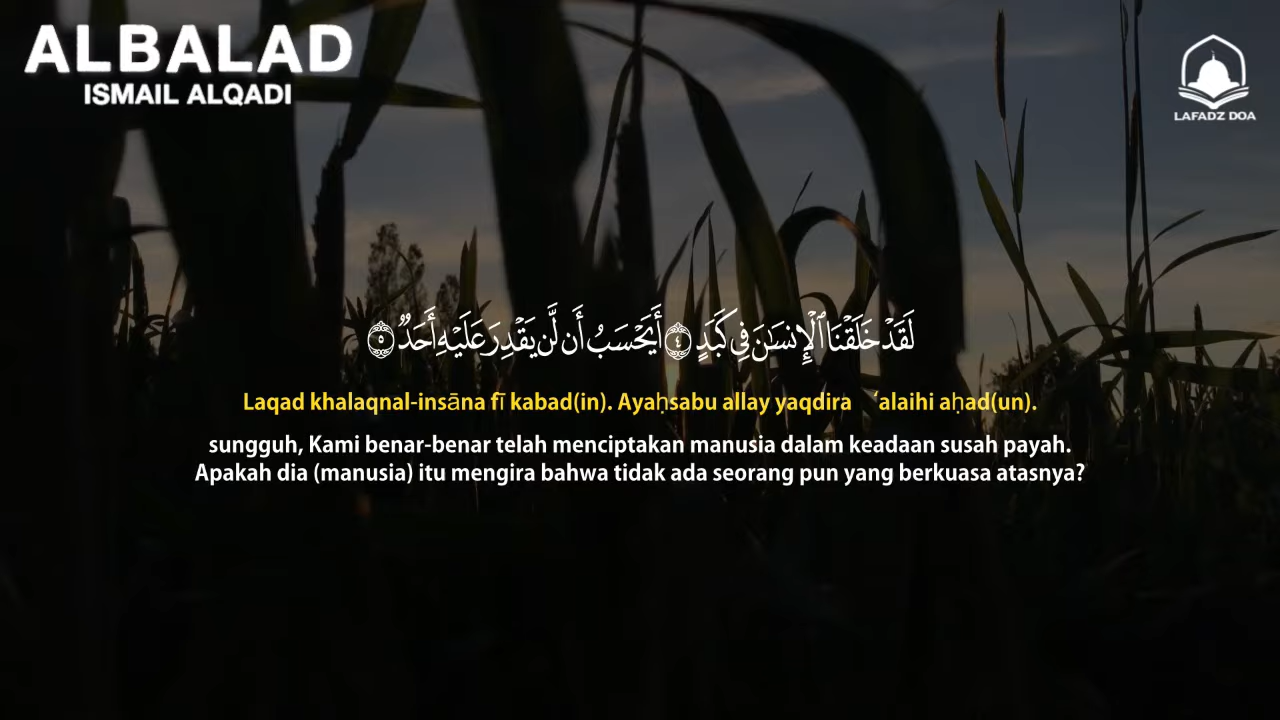 ALBALAD
ISMAIL ALQADI
LAFADZ DOA
لَقَدْ خَلَقْنَا ٱلْإِنسَـٰنَ فِى كَبَدٍ ٤ أَيَحْسَبُ أَن لَّن يَقْدِرَ عَلَيْهِ أَحَدٌ ٥
Laqad khalaqnal-insāna fī kabad(in). Ayaḥsabu allay yaqdira ‘alaihi aḥad(un).
sungguh, Kami benar-benar telah menciptakan manusia dalam keadaan susah payah.
Apakah dia (manusia) itu mengira bahwa tidak ada seorang pun yang berkuasa atasnya?